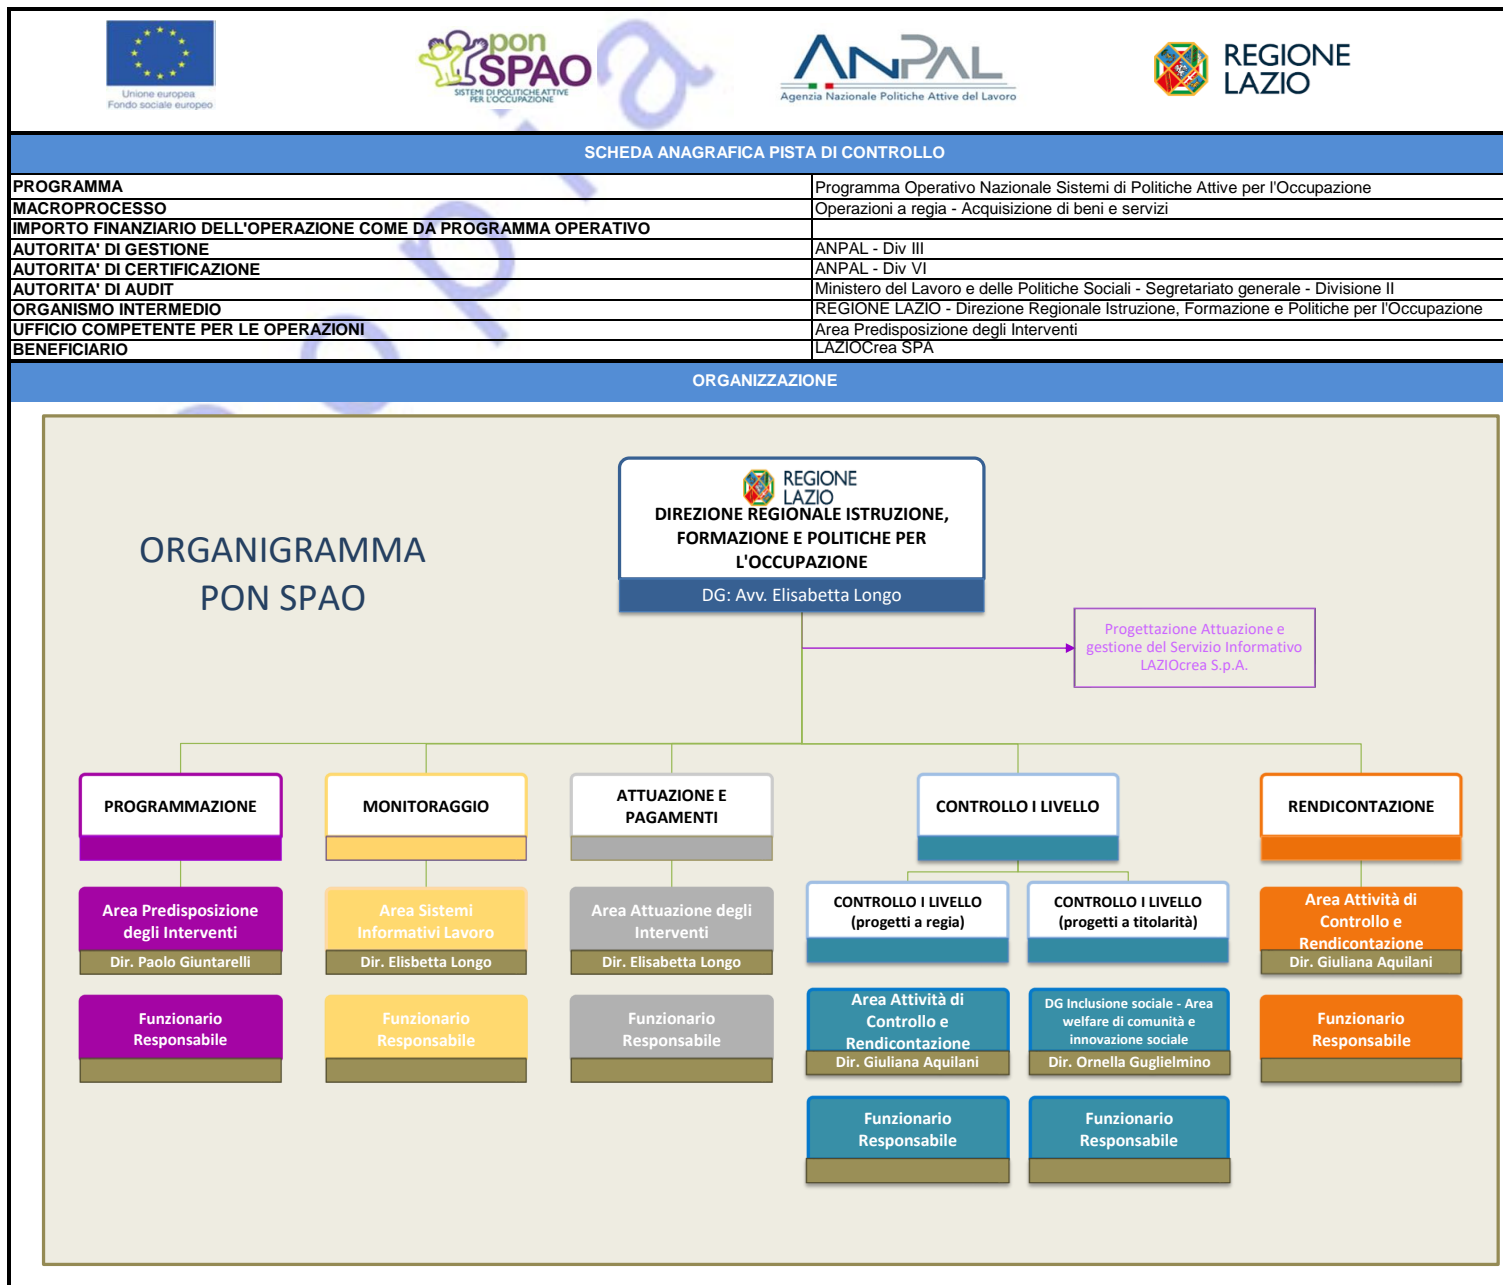 Unione europea
Fondo sociale europeo
pon
SPAO
SISTEMI DI POLITICHE ATTIVE
PER L'OCCUPAZIONE
ANPAL
Agenzia Nazionale Politiche Attive del Lavoro
REGIONE
LAZIO
SCHEDA ANAGRAFICA PISTA DI CONTROLLO
PROGRAMMA Programma Operativo Nazionale Sistemi di Politiche Attive per l'Occupazione
MACROPROCESSO Operazioni a regia - Acquisizione di beni e servizi
IMPORTO FINANZIARIO DELL'OPERAZIONE COME DA PROGRAMMA OPERATIVO
AUTORITA' DI GESTIONE ANPAL - Div III
AUTORITA' DI CERTIFICAZIONE ANPAL - Div VI
AUTORITA' DI AUDIT Ministero del Lavoro e delle Politiche Sociali - Segretariato generale - Divisione II
ORGANISMO INTERMEDIO REGIONE LAZIO - Direzione Regionale Istruzione, Formazione e Politiche per l'Occupazione
UFFICIO COMPETENTE PER LE OPERAZIONI Area Predisposizione degli Interventi
BENEFICIARIO LAZIOCrea SPA
ORGANIZZAZIONE
ORGANIGRAMMA
PON SPAO
REGIONE
LAZIO
DIREZIONE REGIONALE ISTRUZIONE,
FORMAZIONE E POLITICHE PER
L'OCCUPAZIONE
DG: Avv. Elisabetta Longo
Progettazione Attuazione e
gestione del Servizio Informativo
LAZIOcrea S.p.A.
PROGRAMMAZIONE
Area Predisposizione
degli Interventi
Dir. Paolo Giuntarelli
Funzionario
Responsabile
MONITORAGGIO
Area Sistemi
Informativi Lavoro
Dir. Elisbetta Longo
Funzionario
Responsabile
ATTUAZIONE E
PAGAMENTI
Area Attuazione degli
Interventi
Dir. Elisabetta Longo
Funzionario
Responsabile
CONTROLLO I LIVELLO
CONTROLLO I LIVELLO
(progetti a regia)
Area Attività di
Controllo e
Rendicontazione
Dir. Giuliana Aquilani
Funzionario
Responsabile
CONTROLLO I LIVELLO
(progetti a titolarità)
DG Inclusione sociale - Area
welfare di comunità e
innovazione sociale
Dir. Ornella Guglielmino
Funzionario
Responsabile
RENDICONTAZIONE
Area Attività di
Controllo e
Rendicontazione
Dir. Giuliana Aquilani
Funzionario
Responsabile